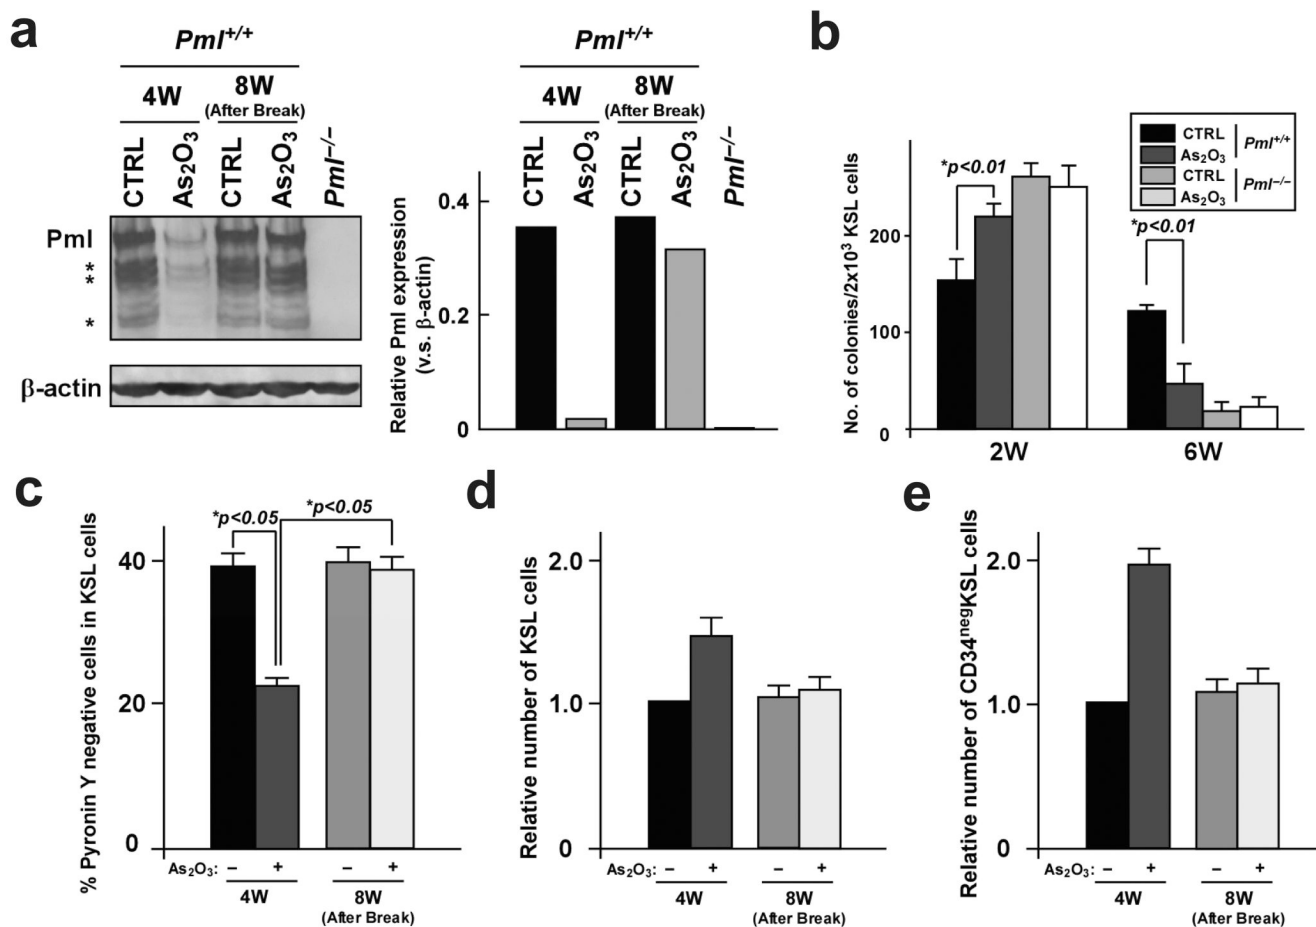 a
Pml+/+
4W
8W
(After Break)
CTRL
As2O3
CTRL
As2O3
Pml−/−
Pml
*
*
*
β-actin
Pml+/+
4W
8W
(After Break)
CTRL
As2O3
CTRL
As2O3
Pml−/−
Relative Pml expression
(v.s. β-actin)
0.4
0.2
0
b
No. of colonies/2x10³ KSL cells
200
100
0
*p<0.01
*p<0.01
CTRL
As2O3
Pml+/+
CTRL
As2O3
Pml−/−
2W
6W
c
% Pyronin Y negative cells in KSL cells
40
20
0
*p<0.05
*p<0.05
As2O3: − + − +
4W
8W
(After Break)
d
Relative number of KSL cells
2.0
1.0
0
As2O3: − + − +
4W
8W
(After Break)
e
Relative number of CD34negKSL cells
2.0
1.0
0
As2O3: − + − +
4W
8W
(After Break)